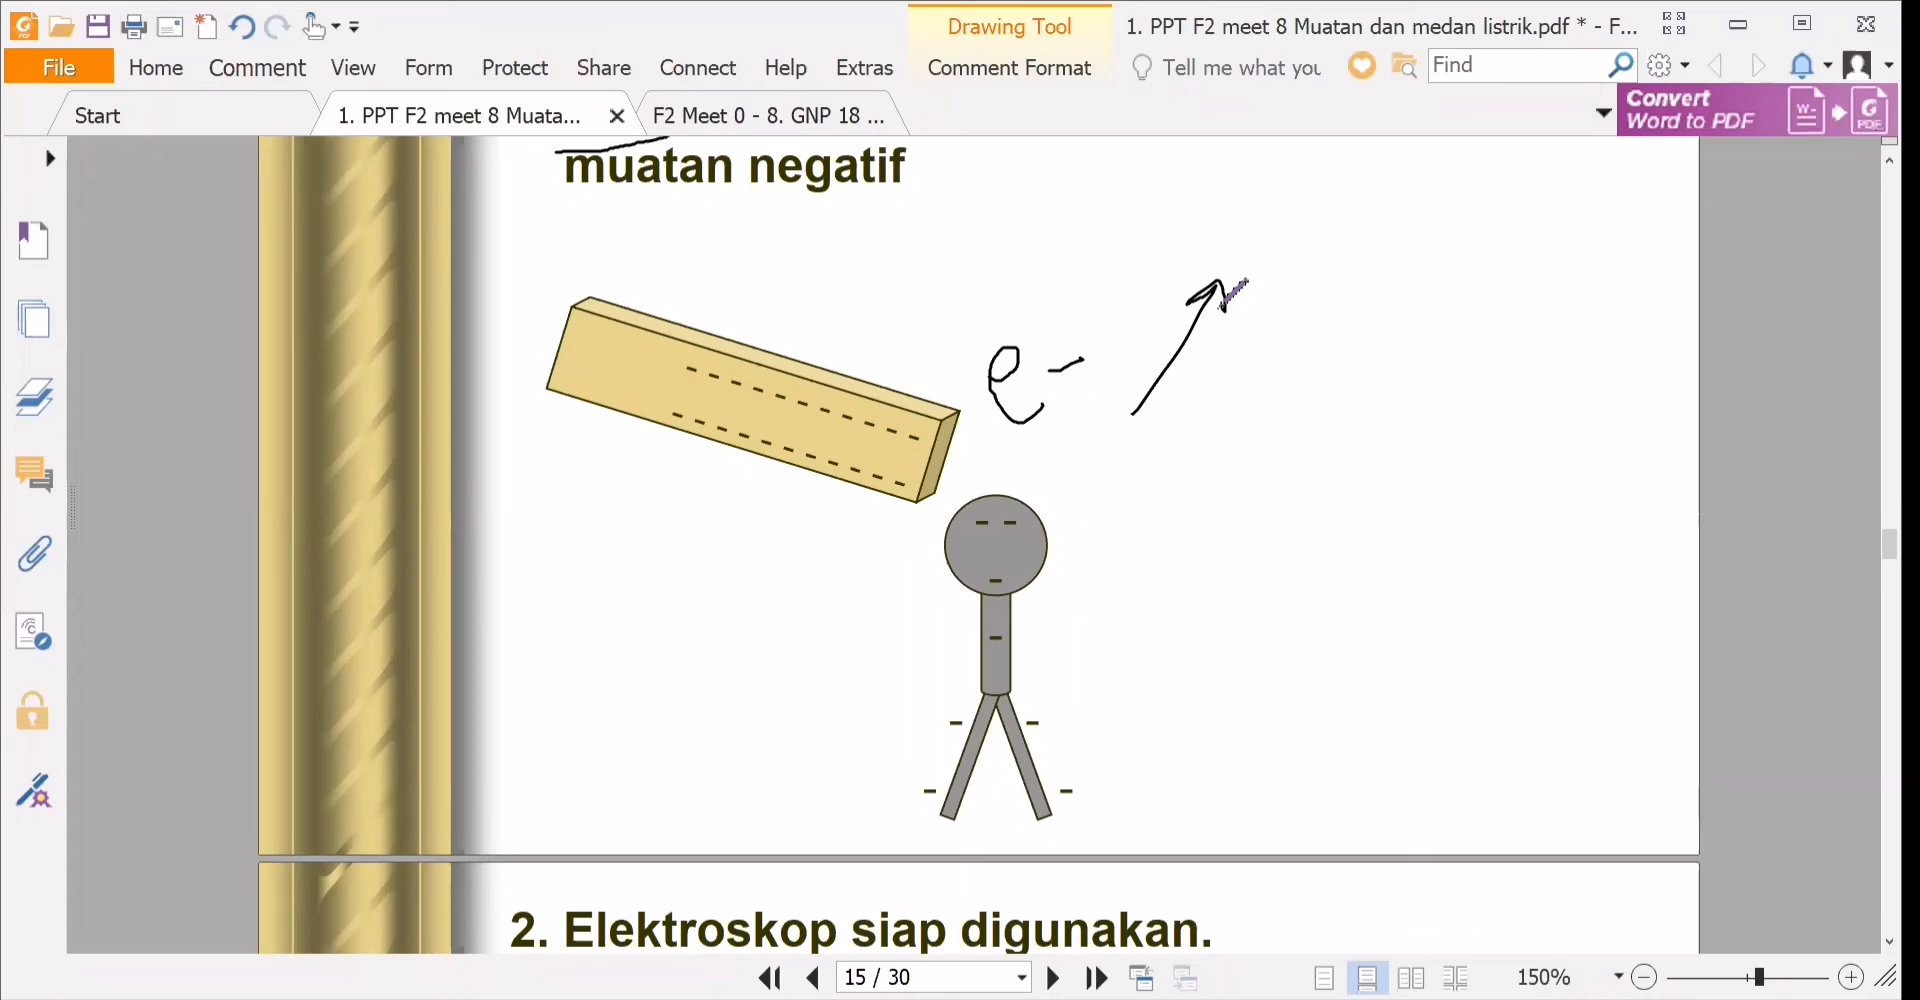 Drawing Tool
1. PPT F2 meet 8 Muatan dan medan listrik.pdf * - F...
File Home Comment View Form Protect Share Connect Help Extras Comment Format Tell me what you Find
Start 1. PPT F2 meet 8 Muata... F2 Meet 0 - 8. GNP 18 ...
Convert
Word to PDF
muatan negatif
e-
2. Elektroskop siap digunakan.
15 / 30 150%